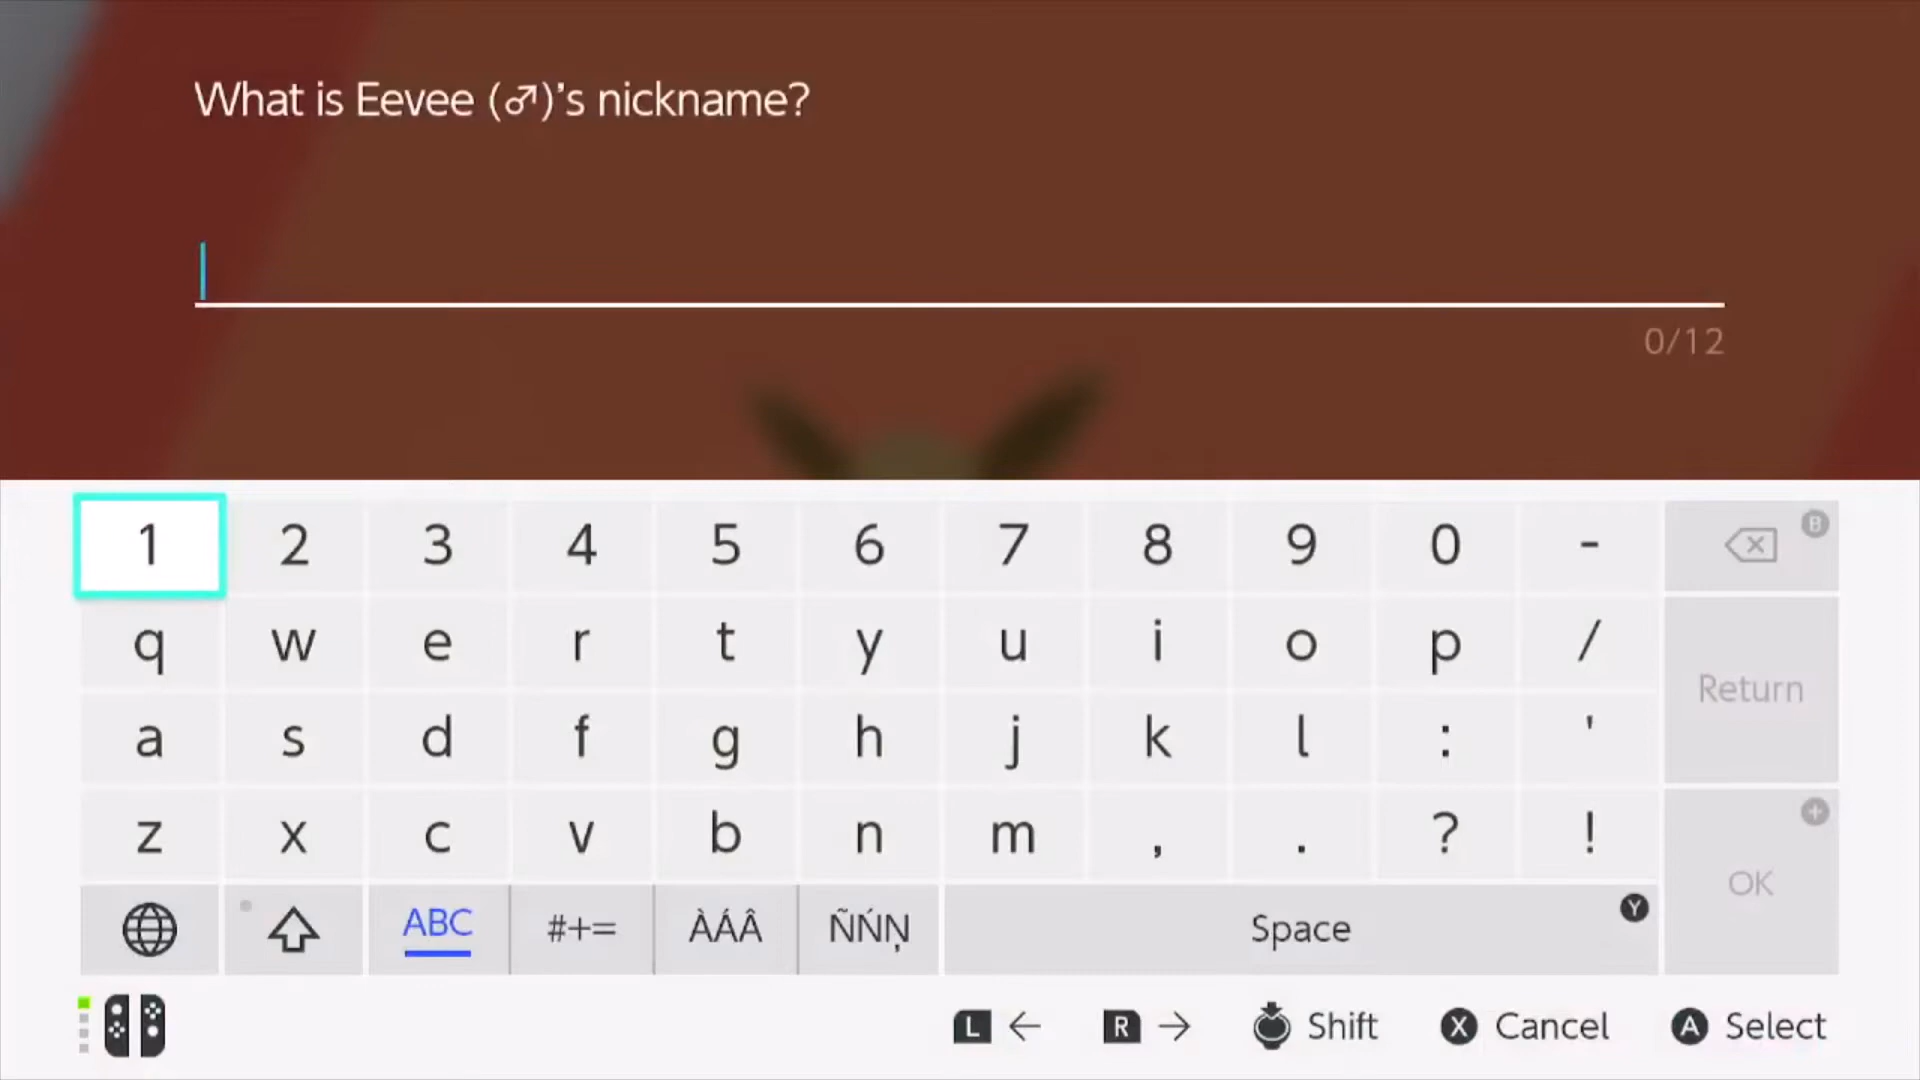 What is Eevee (♂)'s nickname?
0/12
1 2 3 4 5 6 7 8 9 0 -
q w e r t y u i o p /
Return
a s d f g h j k l : '
z x c v b n m , . ? !
OK
ABC #+= ÀÁÂ ÑŃŅ Space
B
+
Y
L ← R → Shift X Cancel A Select